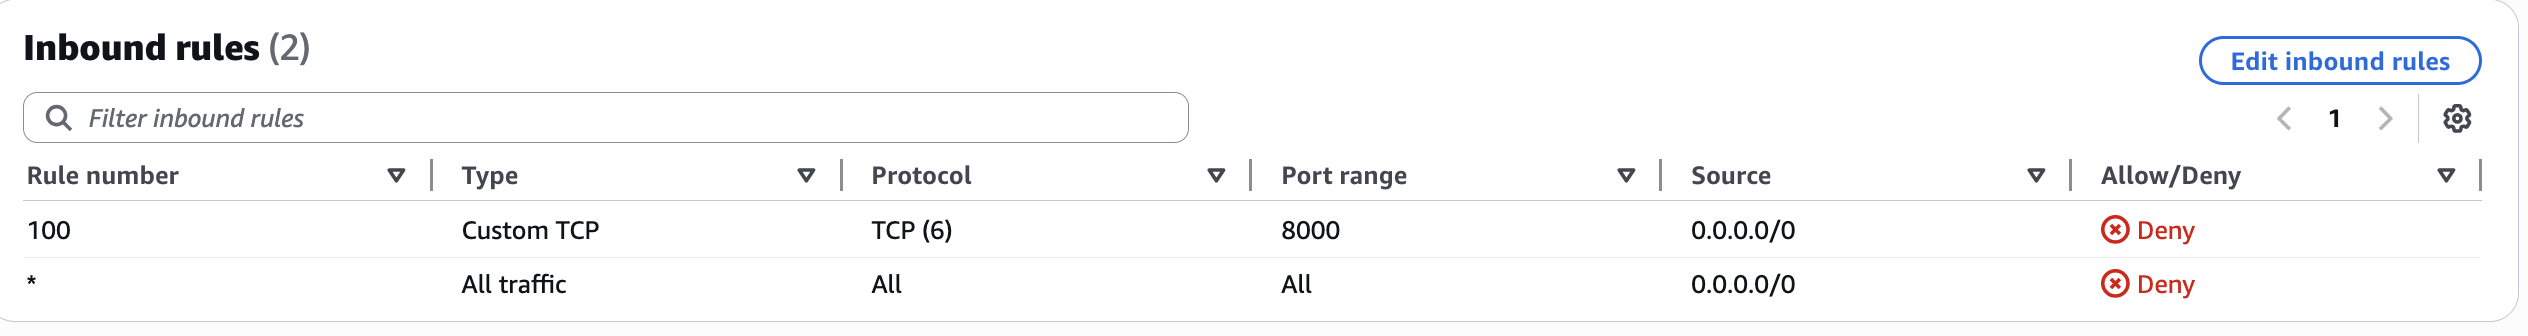 Inbound rules (2)
Edit inbound rules
Filter inbound rules
1
Rule number Type Protocol Port range Source Allow/Deny
100 Custom TCP TCP (6) 8000 0.0.0.0/0 Deny
* All traffic All All 0.0.0.0/0 Deny